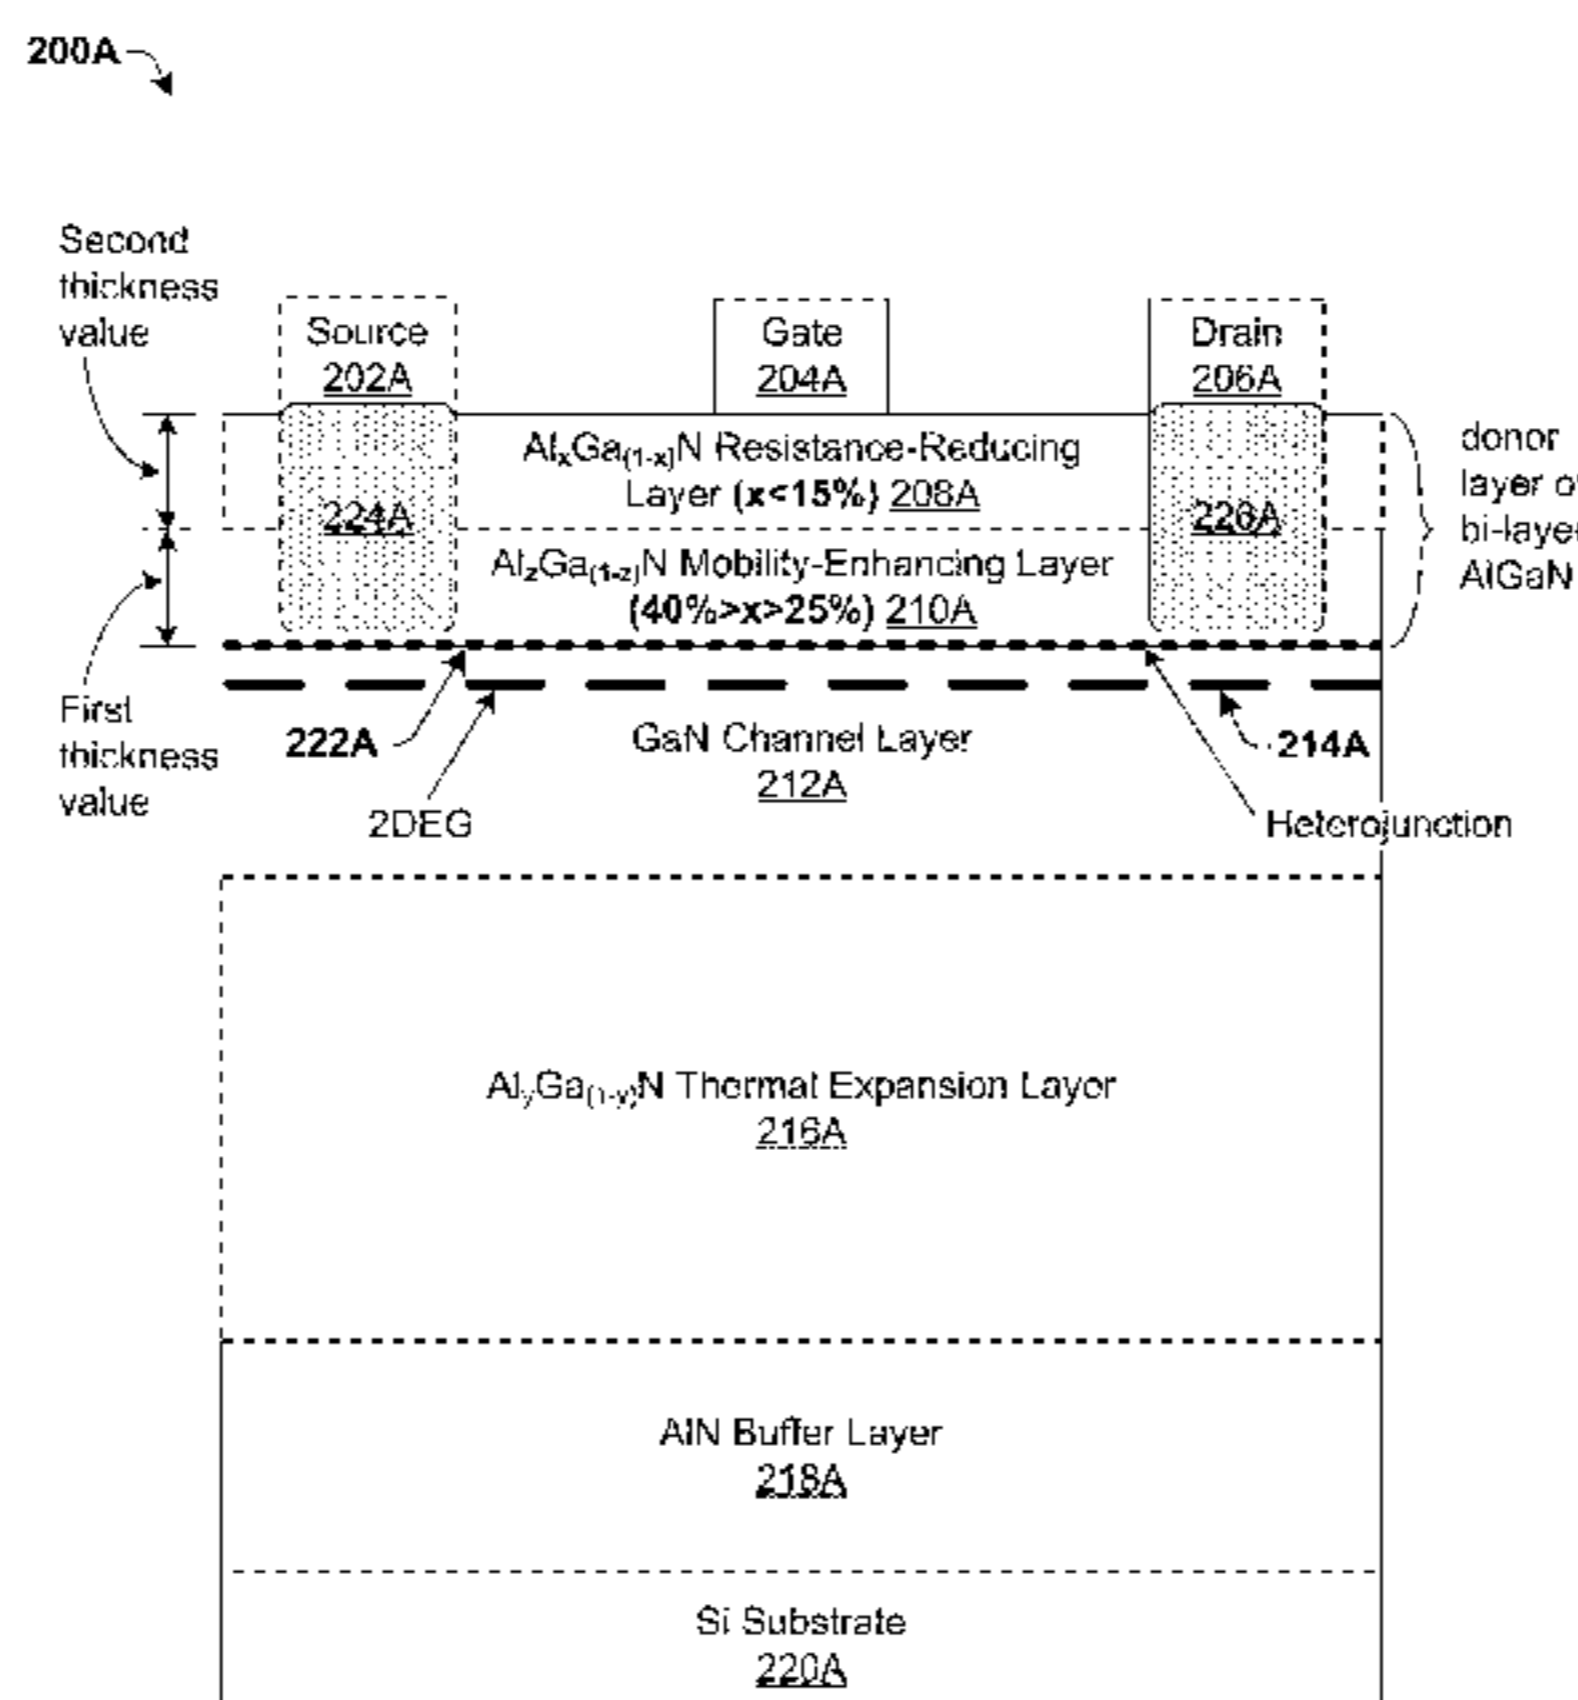 200A
Second
thickness
value
Source
202A
Gate
204A
Drain
206A
AlxGa(1-x)N Resistance-Reducing
Layer (x<15%) 208A
224A
226A
donor
layer of
bi-layer
AlGaN
AlzGa(1-z)N Mobility-Enhancing Layer
(40%>x>25%) 210A
First
thickness
value
222A
2DEG
GaN Channel Layer
212A
214A
Heterojunction
AlyGa(1-y)N Thermal Expansion Layer
216A
AlN Buffer Layer
218A
Si Substrate
220A